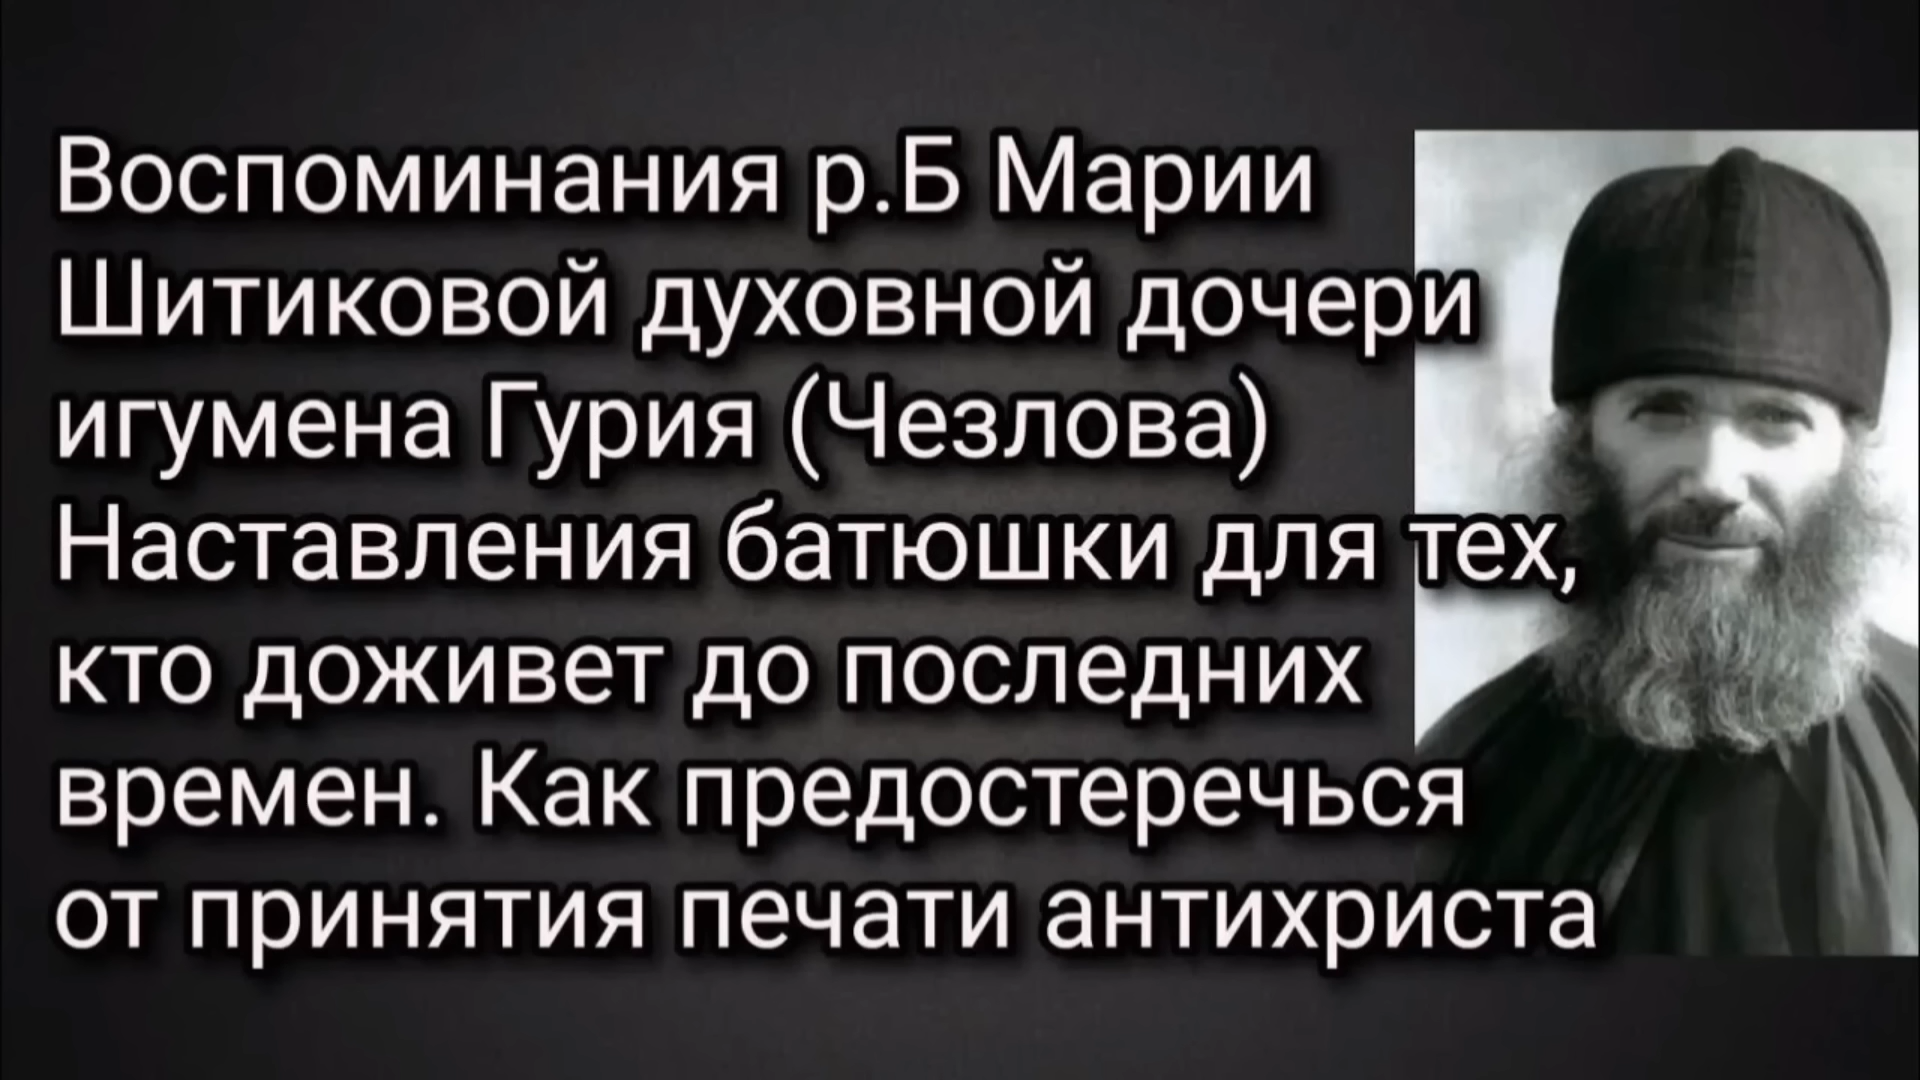 Воспоминания р.Б Марии
Шитиковой духовной дочери
игумена Гурия (Чезлова)
Наставления батюшки для тех,
кто доживет до последних
времен. Как предостеречься
от принятия печати антихриста